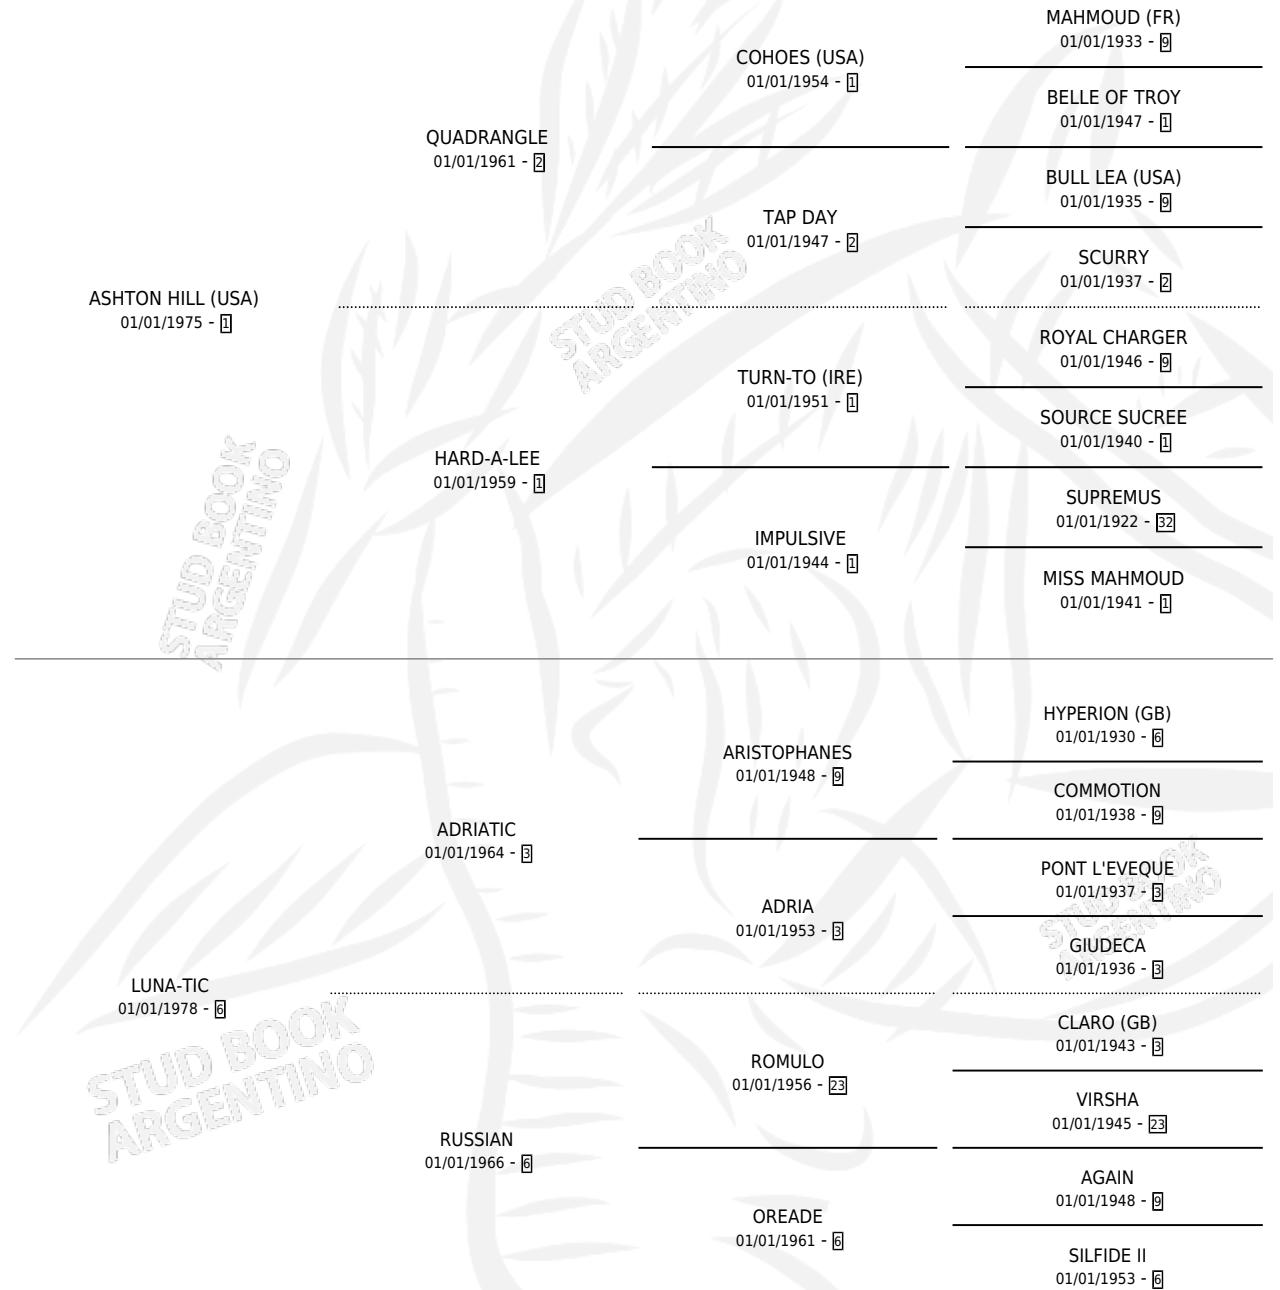 MAHMOUD (FR)
01/01/1933 - 9
COHOES (USA)
01/01/1954 - 1
BELLE OF TROY
01/01/1947 - 1
QUADRANGLE
01/01/1961 - 2
BULL LEA (USA)
01/01/1935 - 9
TAP DAY
01/01/1947 - 2
SCURRY
01/01/1937 - 2
ASHTON HILL (USA)
01/01/1975 - 1
ROYAL CHARGER
01/01/1946 - 9
TURN-TO (IRE)
01/01/1951 - 1
SOURCE SUCREE
01/01/1940 - 1
HARD-A-LEE
01/01/1959 - 1
SUPREMUS
01/01/1922 - 32
IMPULSIVE
01/01/1944 - 1
MISS MAHMOUD
01/01/1941 - 1
HYPERION (GB)
01/01/1930 - 6
ARISTOPHANES
01/01/1948 - 9
COMMOTION
01/01/1938 - 9
ADRIATIC
01/01/1964 - 3
PONT L'EVEQUE
01/01/1937 - 3
ADRIA
01/01/1953 - 3
GIUDECA
01/01/1936 - 3
LUNA-TIC
01/01/1978 - 6
CLARO (GB)
01/01/1943 - 3
ROMULO
01/01/1956 - 23
VIRSHA
01/01/1945 - 23
RUSSIAN
01/01/1966 - 6
AGAIN
01/01/1948 - 9
OREADE
01/01/1961 - 6
SILFIDE II
01/01/1953 - 6
STUD BOOK
ARGENTINO
STUD BOOK
ARGENTINO
STUD BOOK
ARGENTINO
STUD BOOK
ARGENTINO